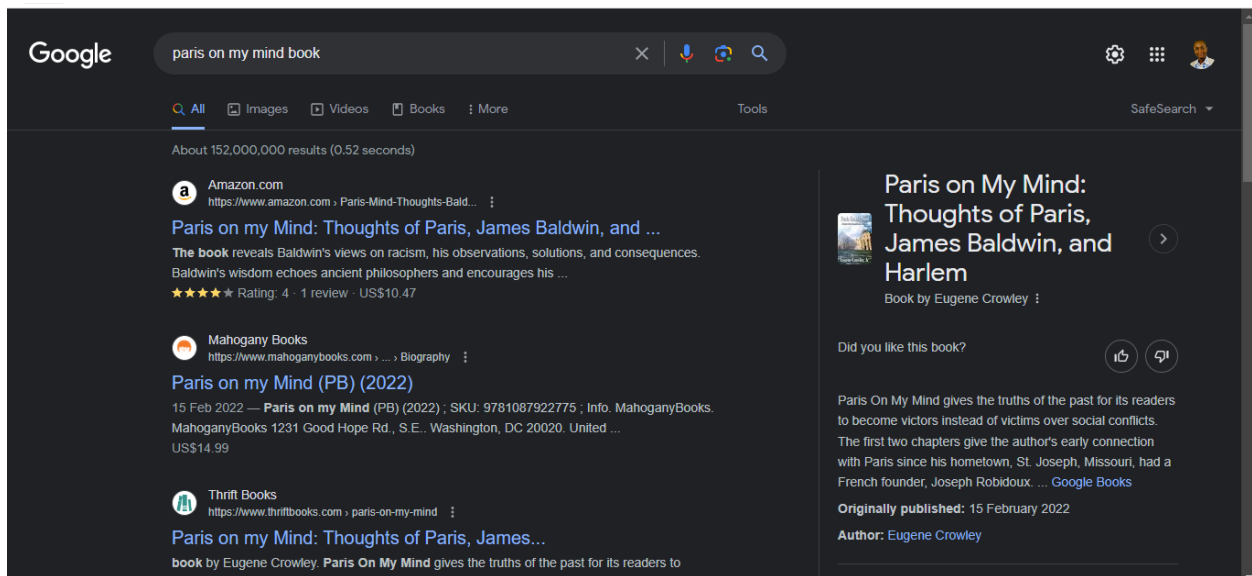 Google
paris on my mind book
All Images Videos Books More Tools SafeSearch
About 152,000,000 results (0.52 seconds)
Amazon.com
https://www.amazon.com › Paris-Mind-Thoughts-Bald...
Paris on my Mind: Thoughts of Paris, James Baldwin, and ...
The book reveals Baldwin's views on racism, his observations, solutions, and consequences.
Baldwin's wisdom echoes ancient philosophers and encourages his ...
Rating: 4 · 1 review · US$10.47
Mahogany Books
https://www.mahoganybooks.com › ... › Biography
Paris on my Mind (PB) (2022)
15 Feb 2022 — Paris on my Mind (PB) (2022) ; SKU: 9781087922775 ; Info. MahoganyBooks.
MahoganyBooks 1231 Good Hope Rd., S.E.. Washington, DC 20020. United ...
US$14.99
Thrift Books
https://www.thriftbooks.com › paris-on-my-mind
Paris on my Mind: Thoughts of Paris, James...
book by Eugene Crowley. Paris On My Mind gives the truths of the past for its readers to
Paris on My Mind:
Thoughts of Paris,
James Baldwin, and
Harlem
Book by Eugene Crowley
Did you like this book?
Paris On My Mind gives the truths of the past for its readers
to become victors instead of victims over social conflicts.
The first two chapters give the author's early connection
with Paris since his hometown, St. Joseph, Missouri, had a
French founder, Joseph Robidoux. ... Google Books
Originally published: 15 February 2022
Author: Eugene Crowley